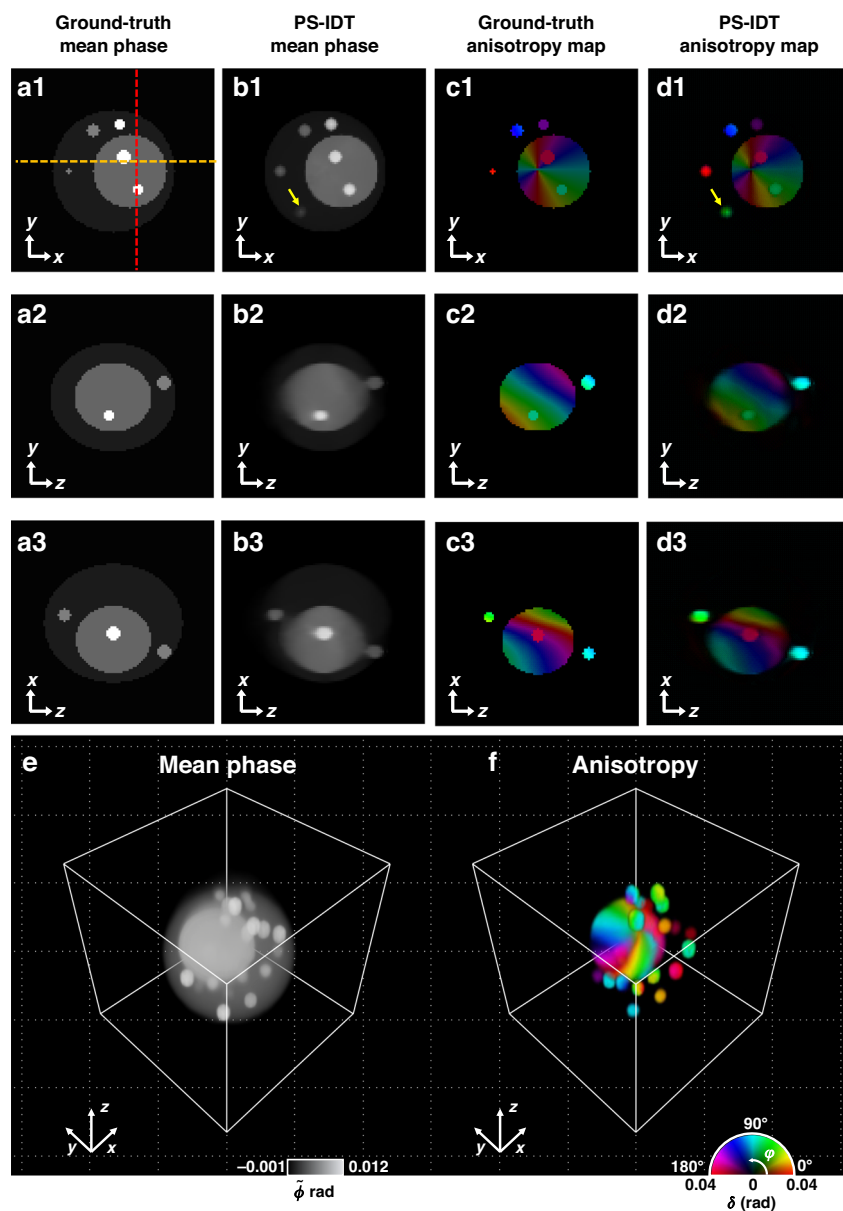 Ground-truth mean phase
PS-IDT mean phase
Ground-truth anisotropy map
PS-IDT anisotropy map
a1
b1
c1
d1
y
x
y
x
y
x
y
x
a2
b2
c2
d2
y
z
y
z
y
z
y
z
a3
b3
c3
d3
x
z
x
z
x
z
x
z
e
Mean phase
f
Anisotropy
z
y
x
z
y
x
−0.001
0.012
ϕ̃ rad
90°
φ
180°
0°
0.04
0
0.04
δ (rad)